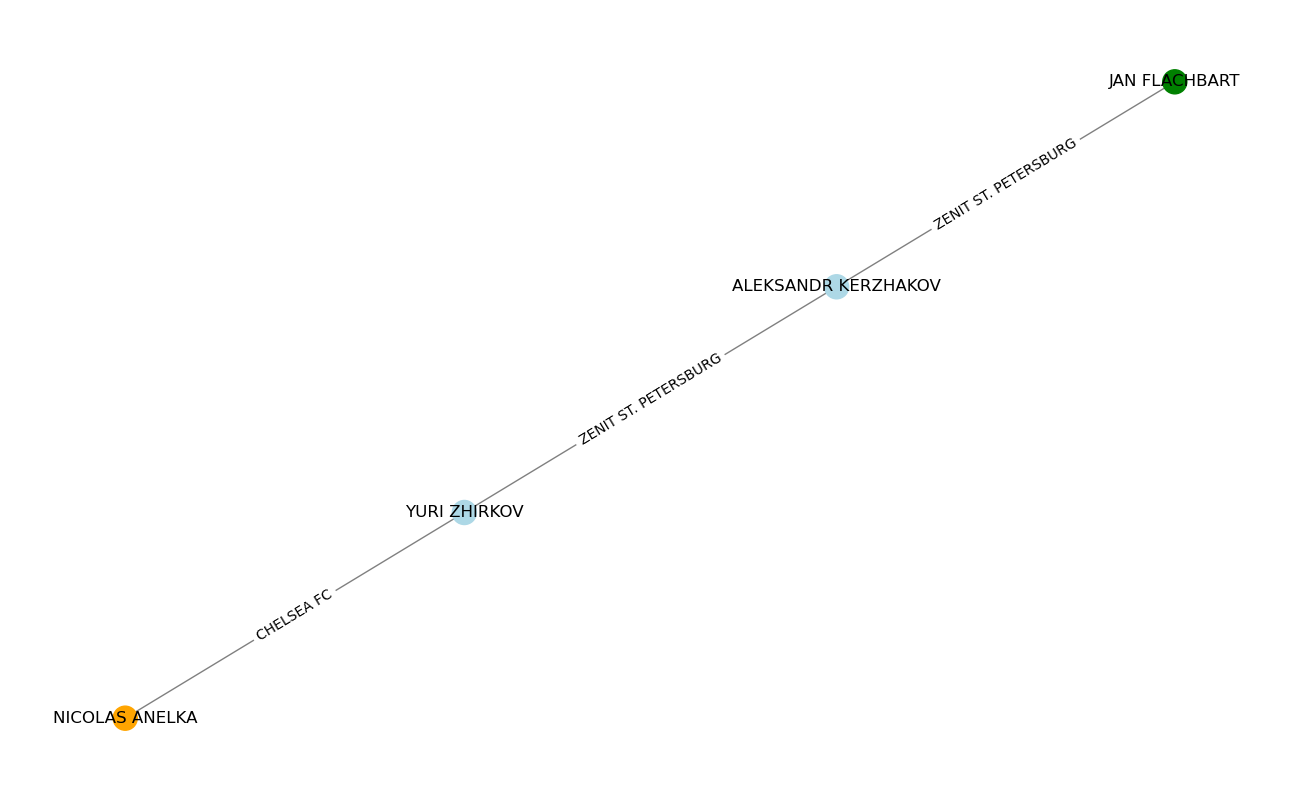 JAN FLACHBART
ZENIT ST. PETERSBURG
ALEKSANDR KERZHAKOV
ZENIT ST. PETERSBURG
YURI ZHIRKOV
CHELSEA FC
NICOLAS ANELKA